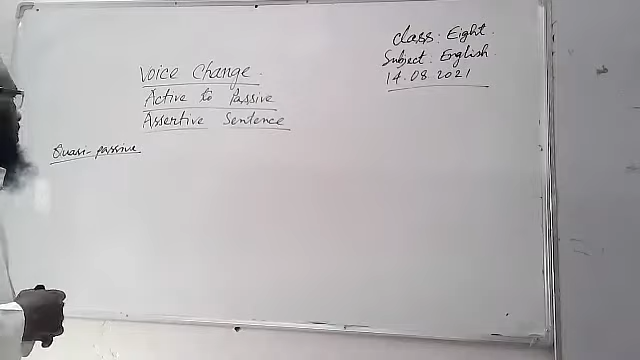 class: Eight.
Subject: English.
14.08.2021
Voice Change.
Active to Passive
Assertive Sentence
Quasi-passive